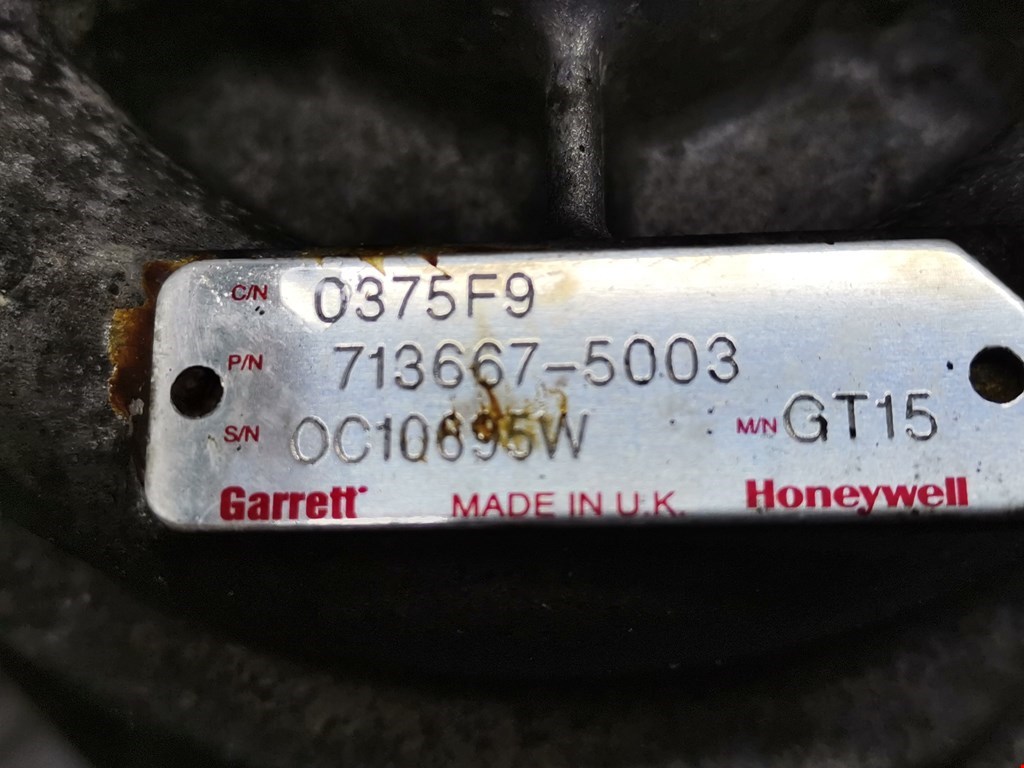 C/N 0375F9
P/N 713667-5003
S/N M/N GT15
Garrett MADE IN U.K. Honeywell